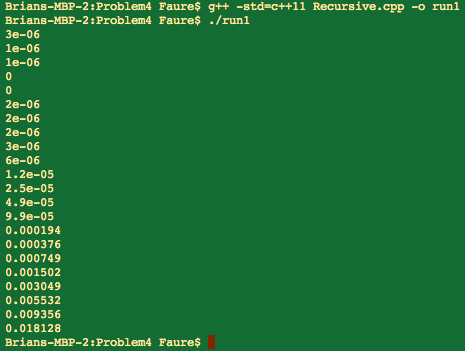 Brians-MBP-2:Problem4 Faure$ g++ -std=c++11 Recursive.cpp -o run1
Brians-MBP-2:Problem4 Faure$ ./run1
3e-06
1e-06
1e-06
0
0
2e-06
2e-06
2e-06
3e-06
6e-06
1.2e-05
2.5e-05
4.9e-05
9.9e-05
0.000194
0.000376
0.000749
0.001502
0.003049
0.005532
0.009356
0.018128
Brians-MBP-2:Problem4 Faure$